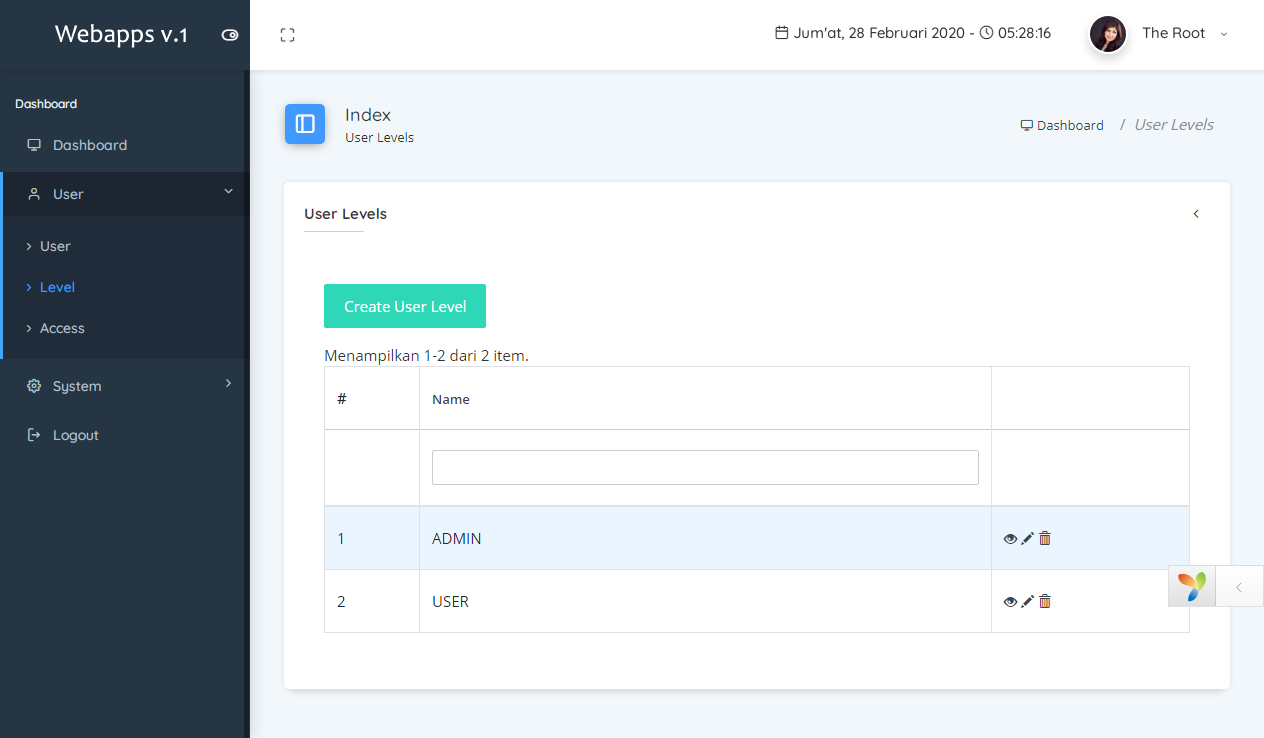 Webapps v.1
Jum'at, 28 Februari 2020 - 05:28:16
The Root
Dashboard
Dashboard
User
User
Level
Access
System
Logout
Index
User Levels
Dashboard / User Levels
User Levels
Create User Level
Menampilkan 1-2 dari 2 item.
# Name
1 ADMIN
2 USER